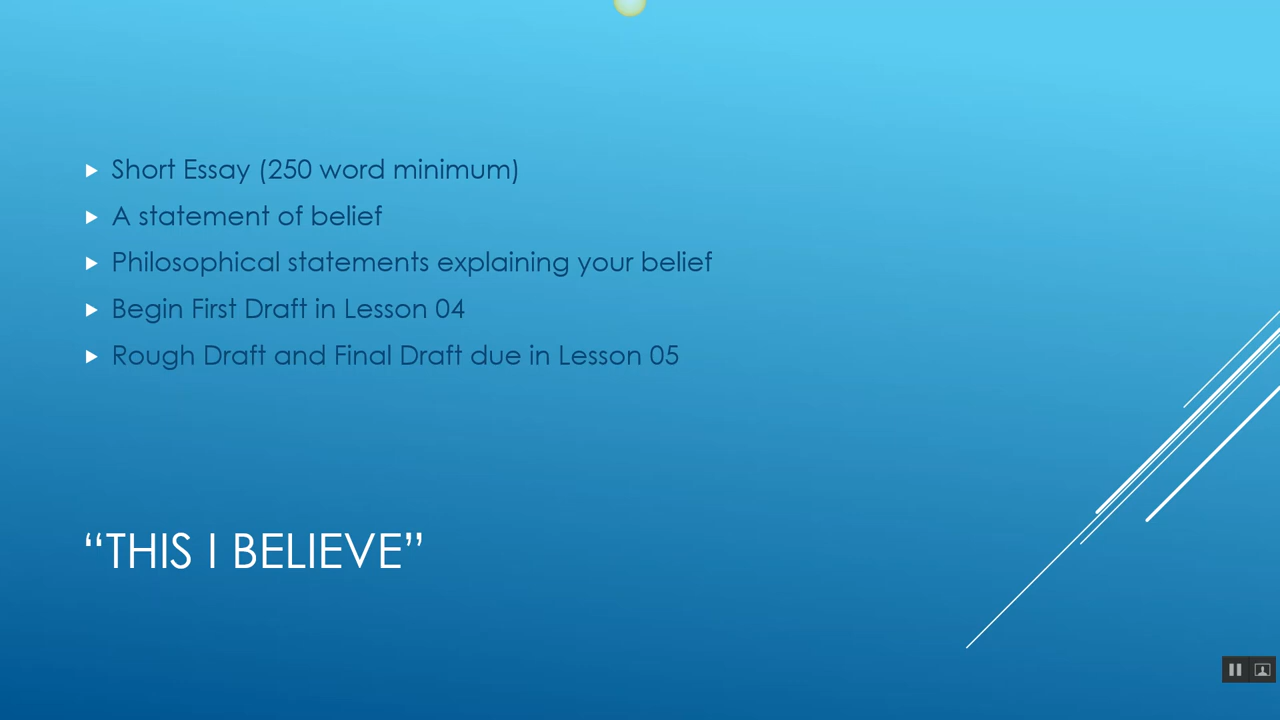 Short Essay (250 word minimum)
A statement of belief
Philosophical statements explaining your belief
Begin First Draft in Lesson 04
Rough Draft and Final Draft due in Lesson 05
“THIS I BELIEVE”